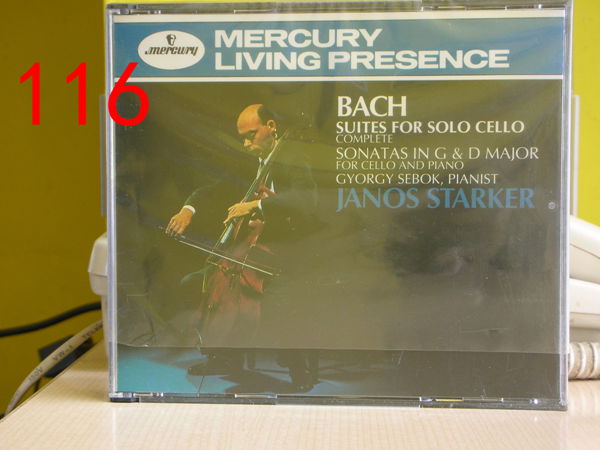 116
mercury
MERCURY
LIVING PRESENCE
BACH
SUITES FOR SOLO CELLO
COMPLETE
SONATAS IN G & D MAJOR
FOR CELLO AND PIANO
GYORGY SEBOK, PIANIST
JANOS STARKER